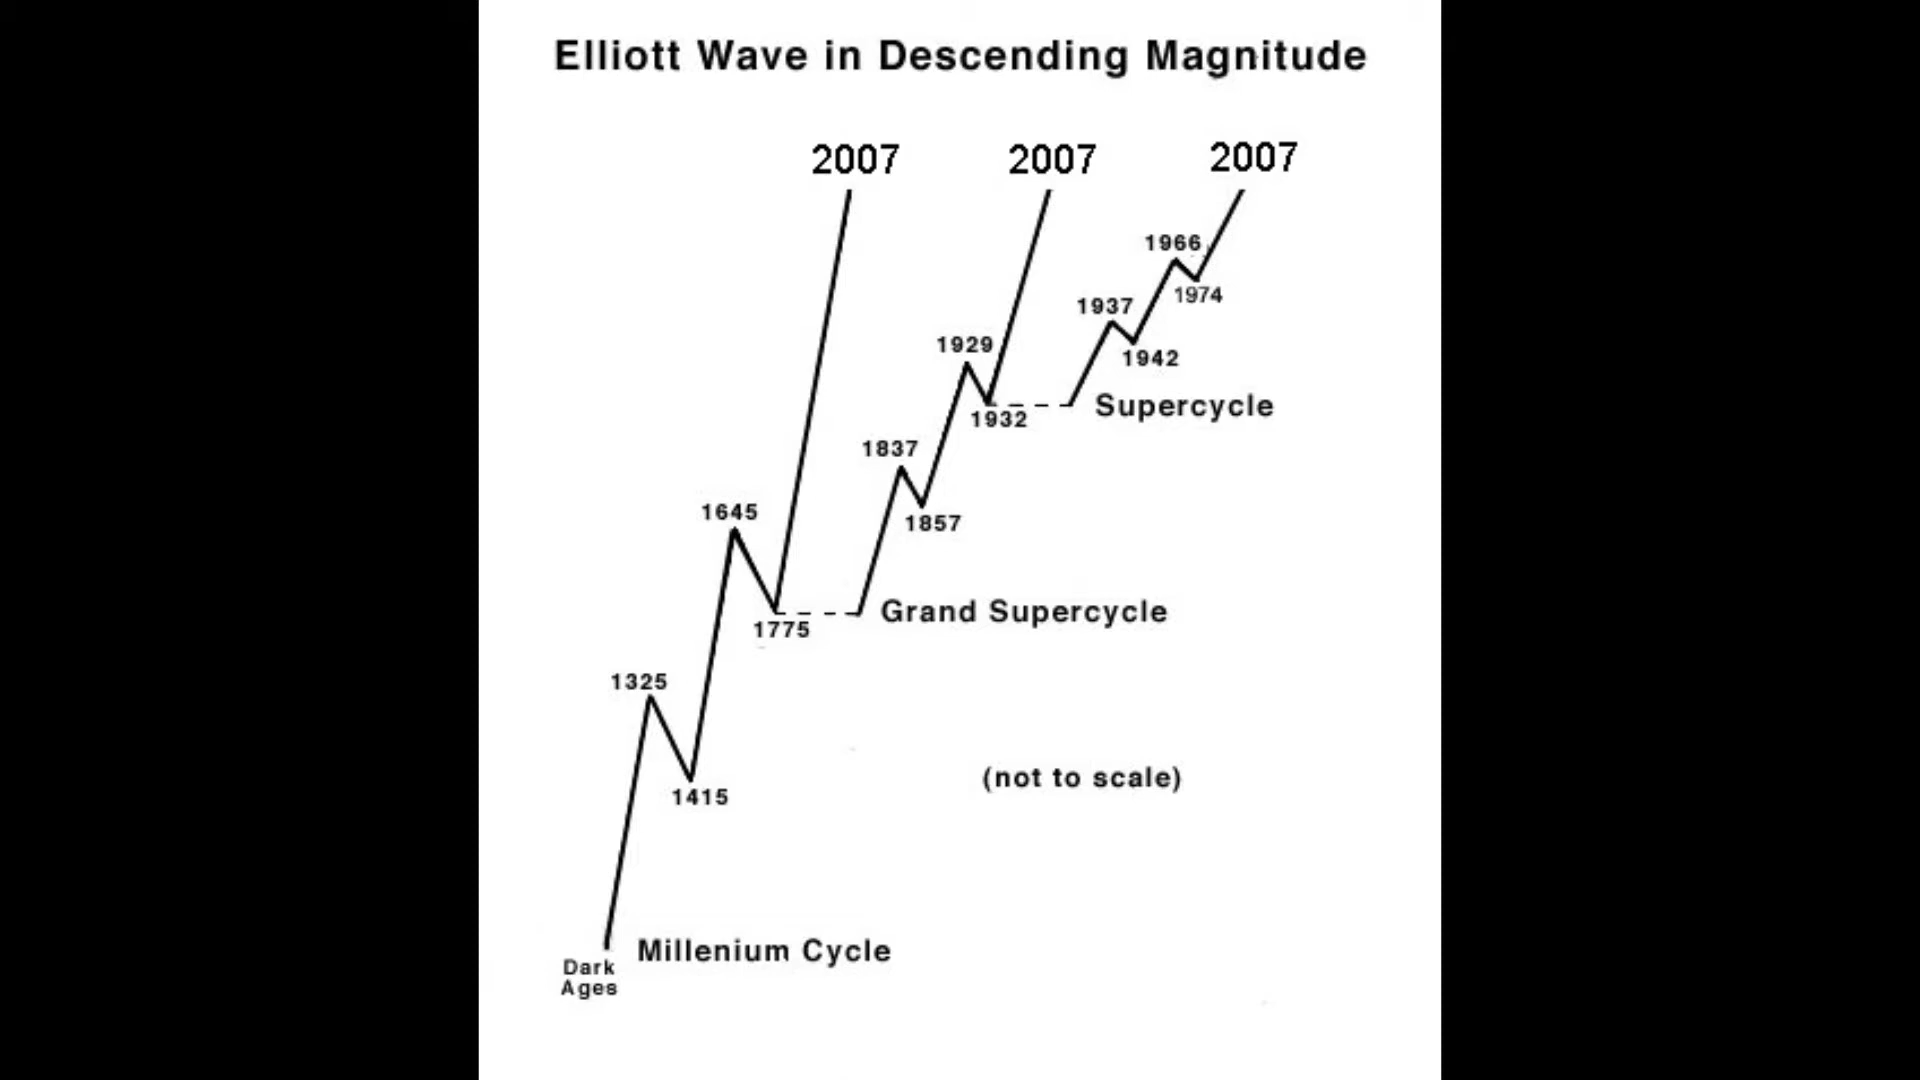 Elliott Wave in Descending Magnitude
2007 2007 2007
1966
1974
1937
1929
1942
Supercycle
1932
1837
1645
1857
Grand Supercycle
1775
1325
(not to scale)
1415
Millenium Cycle
Dark
Ages